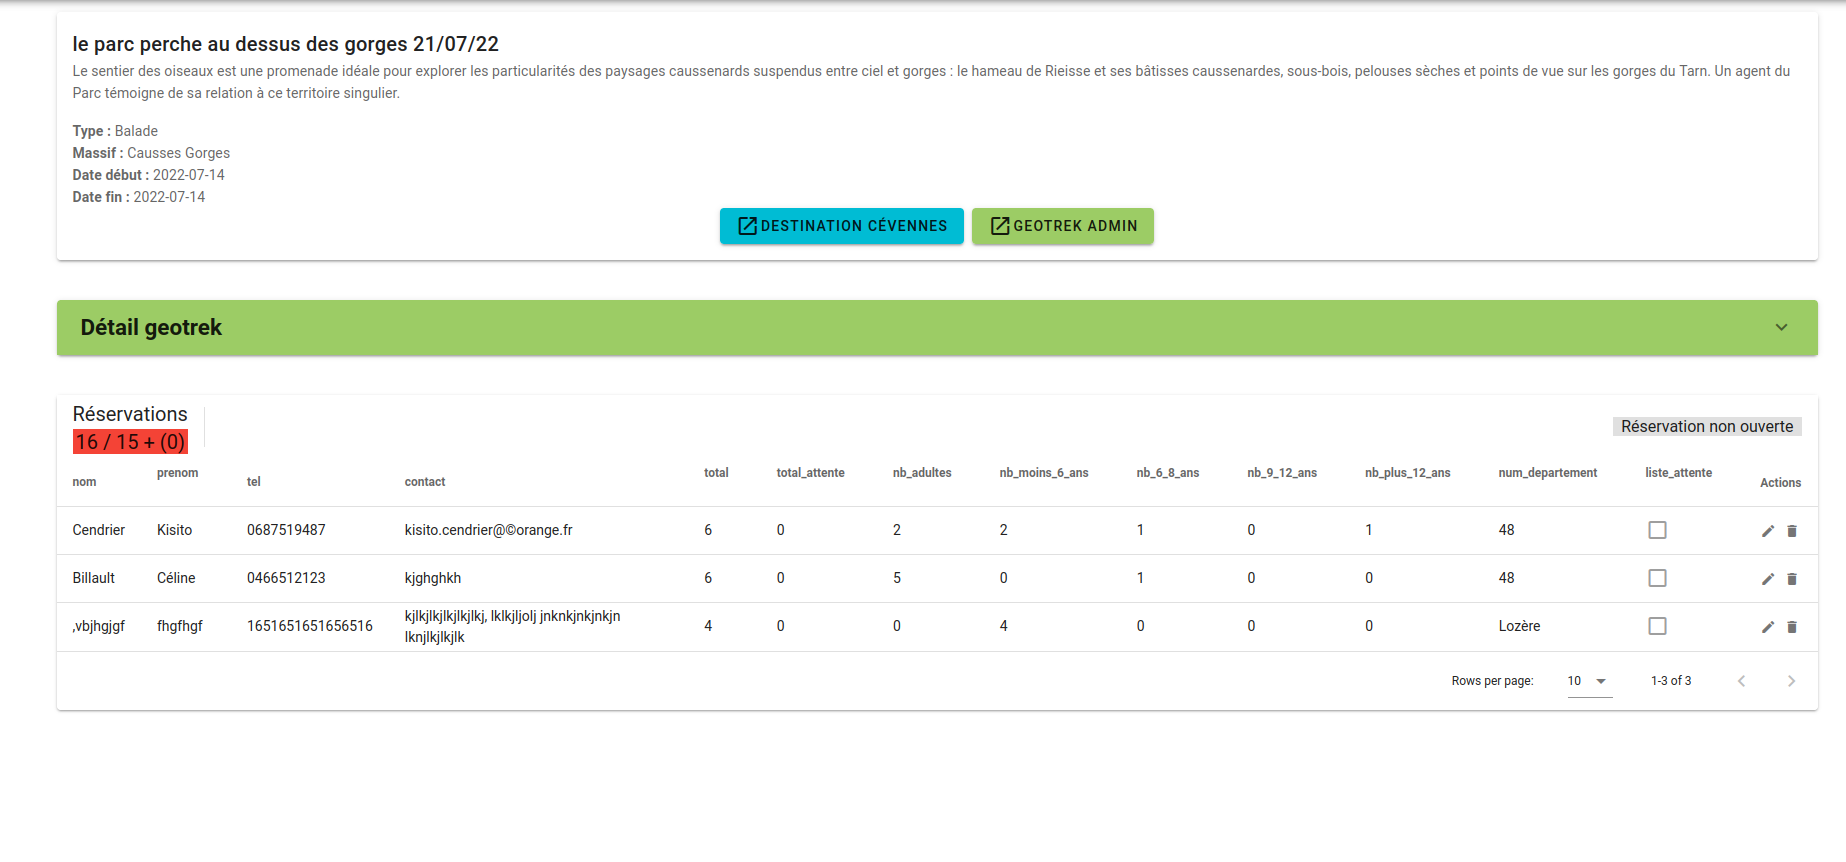 le parc perche au dessus des gorges 21/07/22
Le sentier des oiseaux est une promenade idéale pour explorer les particularités des paysages caussenards suspendus entre ciel et gorges : le hameau de Rieisse et ses bâtisses caussenardes, sous-bois, pelouses sèches et points de vue sur les gorges du Tarn. Un agent du
Parc témoigne de sa relation à ce territoire singulier.
Type : Balade
Massif : Causses Gorges
Date début : 2022-07-14
Date fin : 2022-07-14
DESTINATION CÉVENNES GEOTREK ADMIN
Détail geotrek
Réservations
16 / 15 + (0)
Réservation non ouverte
nom prenom tel contact total total_attente nb_adultes nb_moins_6_ans nb_6_8_ans nb_9_12_ans nb_plus_12_ans num_departement liste_attente Actions
Cendrier Kisito 0687519487 kisito.cendrier@©orange.fr 6 0 2 2 1 0 1 48
Billault Céline 0466512123 kjghghkh 6 0 5 0 1 0 0 48
,vbjhgjgf fhgfhgf 1651651651656516 kjlkjlkjlkjlkjlkj, lklkjljolj jnknkjnkjnkjn 4 0 0 4 0 0 0 Lozère
lknjlkjlkjlk
Rows per page: 10 1-3 of 3